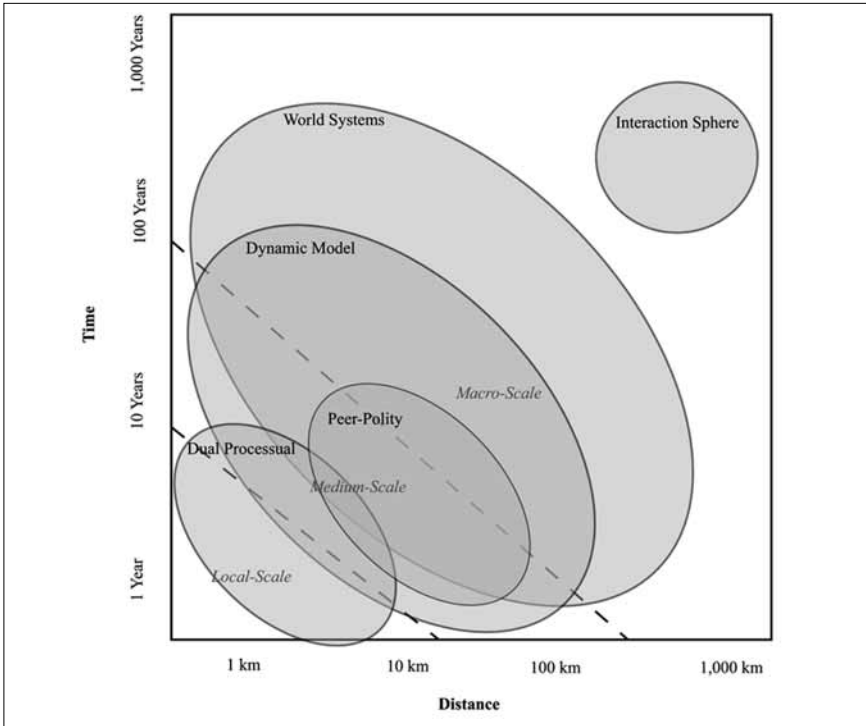 1,000 Years
World Systems
Interaction Sphere
100 Years
Dynamic Model
Time
Macro-Scale
10 Years
Peer-Polity
Dual Processual
Medium-Scale
1 Year
Local-Scale
1 km
10 km
100 km
1,000 km
Distance